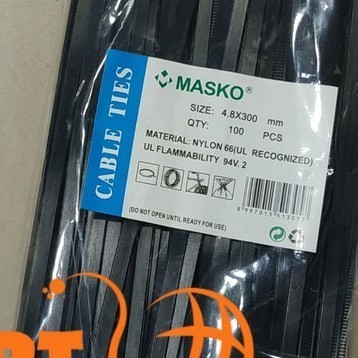 CABLE TIES
MASKO®
SIZE: 4.8X300 mm
QTY: 100 PCS
MATERIAL: NYLON 66(UL RECOGNIZED)
UL FLAMMABILITY 94V. 2
(DO NOT OPEN UNTIL READY FOR USE)